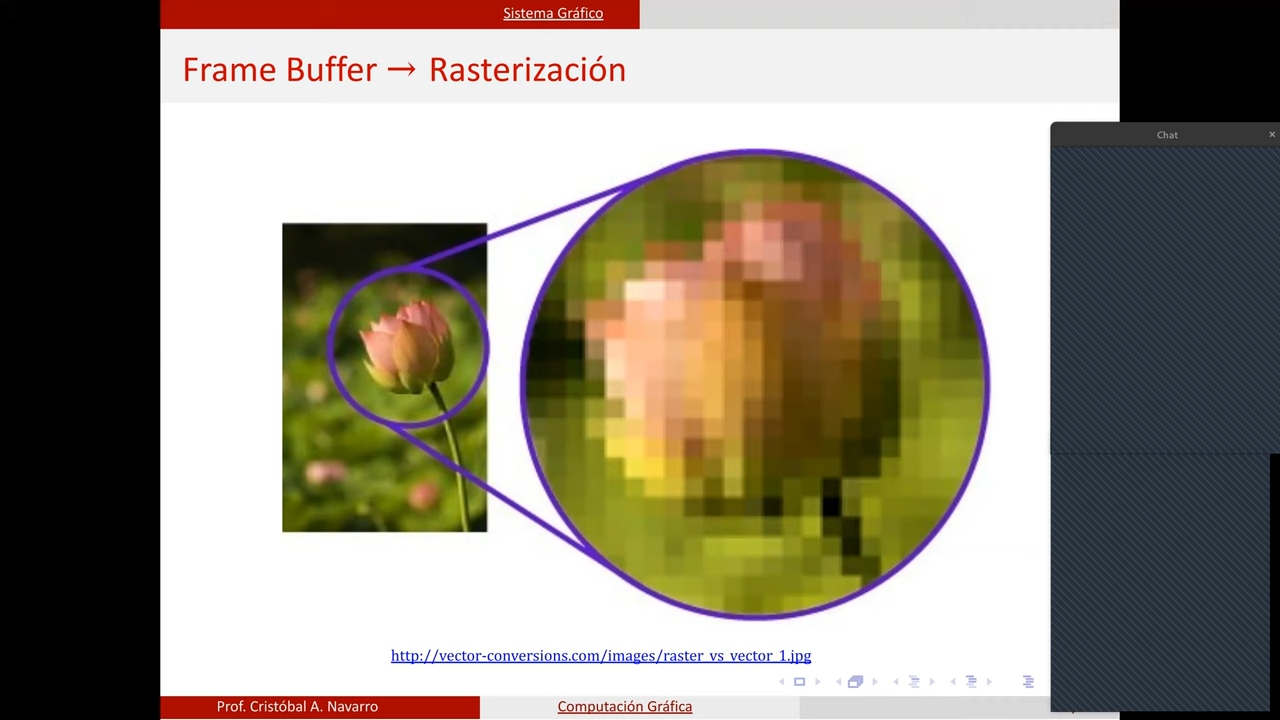 Sistema Gráfico
Frame Buffer → Rasterización
Chat
http://vector-conversions.com/images/raster_vs_vector_1.jpg
Prof. Cristóbal A. Navarro
Computación Gráfica